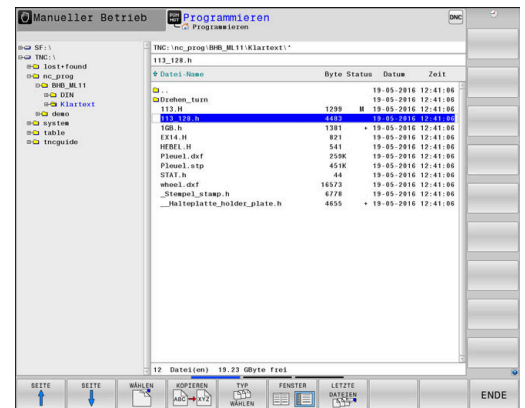 Manueller Betrieb
PGM MGT
Programmieren
Programmieren
DNC
SF:\
TNC:\
lost+found
nc_prog
BHB_ML11
DIN
Klartext
demo
system
table
tncguide
TNC:\nc_prog\BHB_ML11\Klartext\*
113_128.h
Datei-Name Byte Status Datum Zeit
.. 19-05-2016 12:41:06
Drehen_turn 19-05-2016 12:41:06
113.H 1299 M 19-05-2016 12:41:06
113_128.h 4483 19-05-2016 12:41:06
1GB.h 1381 + 19-05-2016 12:41:06
EX14.H 821 19-05-2016 12:41:06
HEBEL.H 541 19-05-2016 12:41:06
Pleuel.dxf 259K 19-05-2016 12:41:06
Pleuel.stp 451K 19-05-2016 12:41:06
STAT.h 44 19-05-2016 12:41:06
wheel.dxf 16573 19-05-2016 12:41:06
_Stempel_stamp.h 6778 19-05-2016 12:41:06
__Halteplatte_holder_plate.h 4655 + 19-05-2016 12:41:06
12 Datei(en) 19.23 GByte frei
SEITE
SEITE
WÄHLEN
KOPIEREN
ABC XYZ
TYP
WÄHLEN
FENSTER
LETZTE
DATEIEN
ENDE